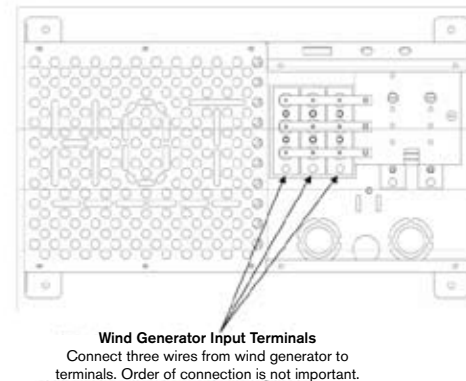 Wind Generator Input Terminals
Connect three wires from wind generator to
terminals. Order of connection is not important.